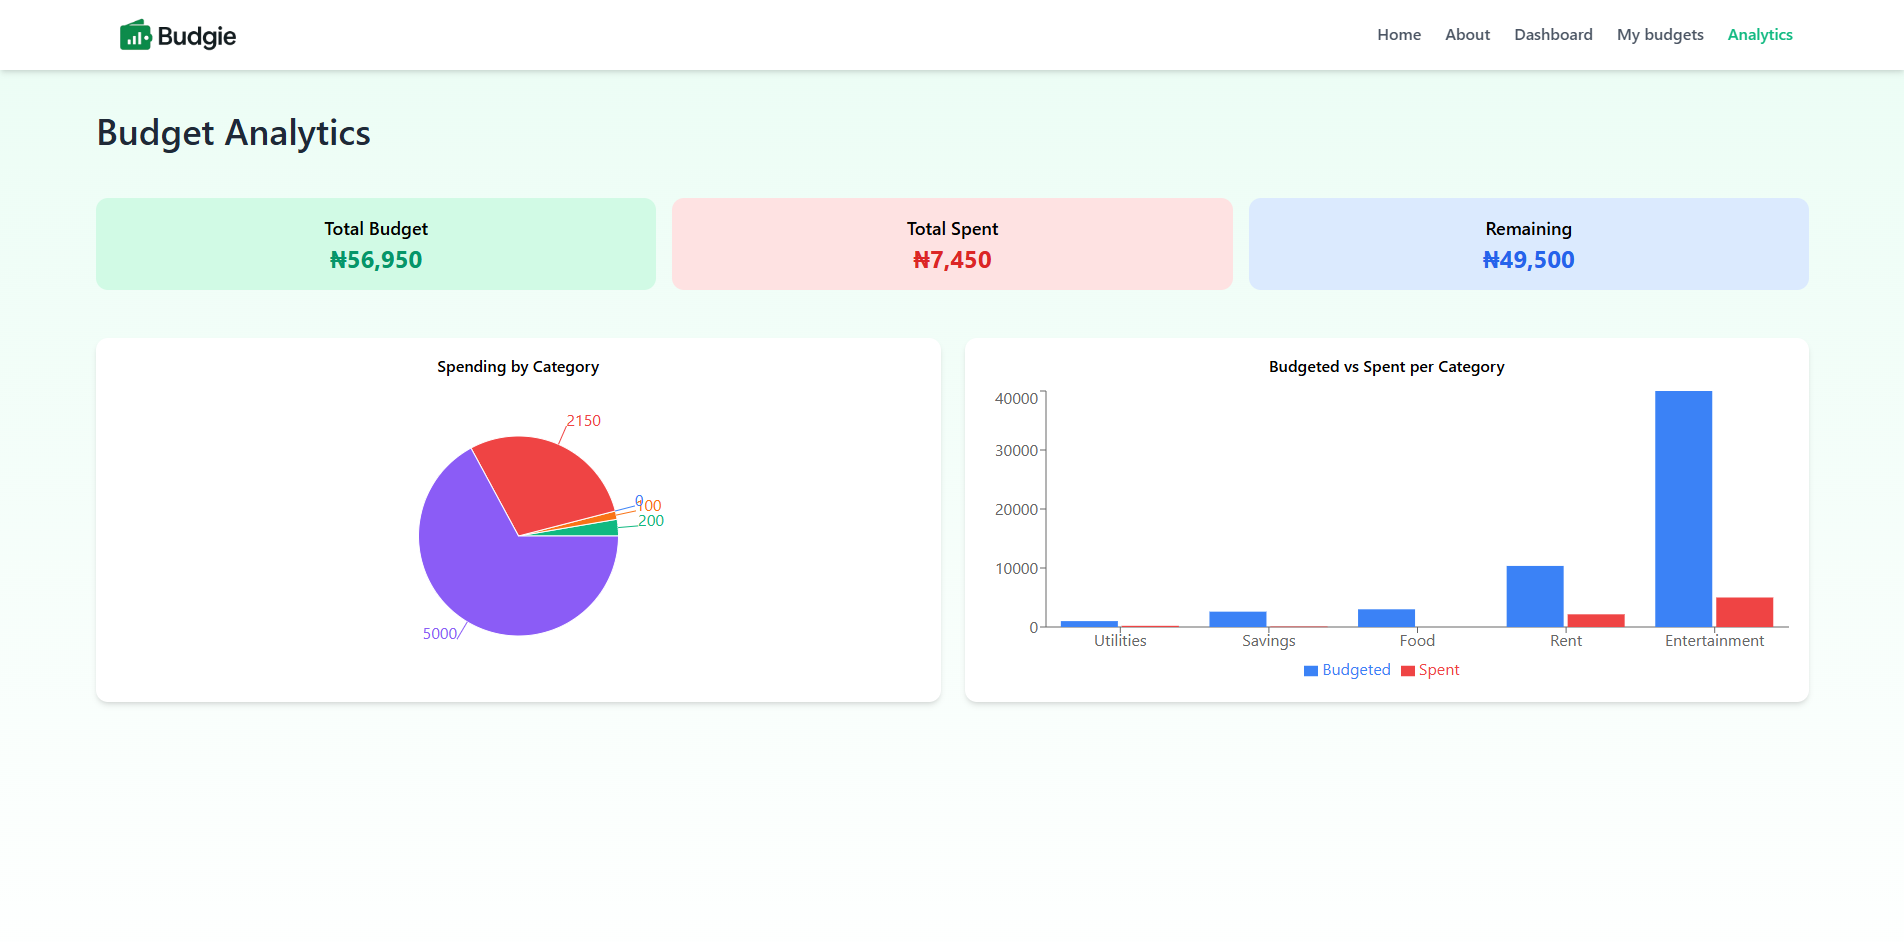 Budgie
Home About Dashboard My budgets Analytics
Budget Analytics
Total Budget
₦56,950
Total Spent
₦7,450
Remaining
₦49,500
Spending by Category
2150
0
100
200
5000
Budgeted vs Spent per Category
40000
30000
20000
10000
0
Utilities Savings Food Rent Entertainment
Budgeted Spent